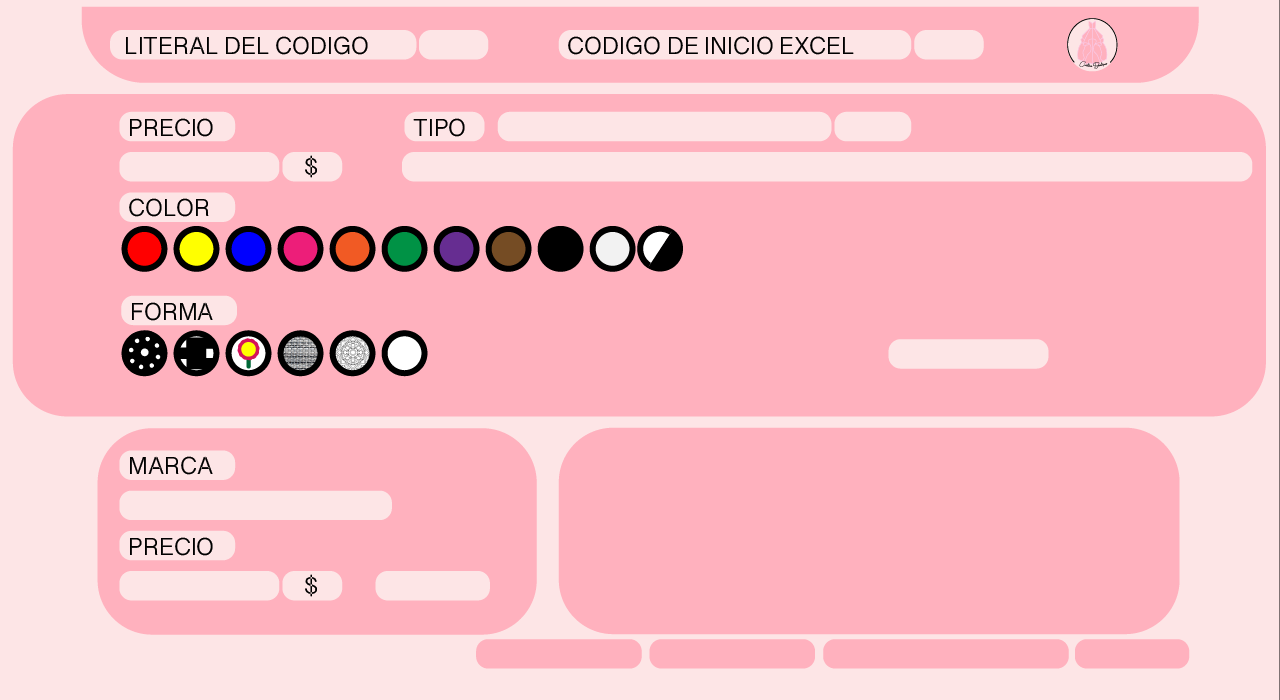 LITERAL DEL CODIGO
CODIGO DE INICIO EXCEL
PRECIO
TIPO
$
COLOR
FORMA
MARCA
PRECIO
$